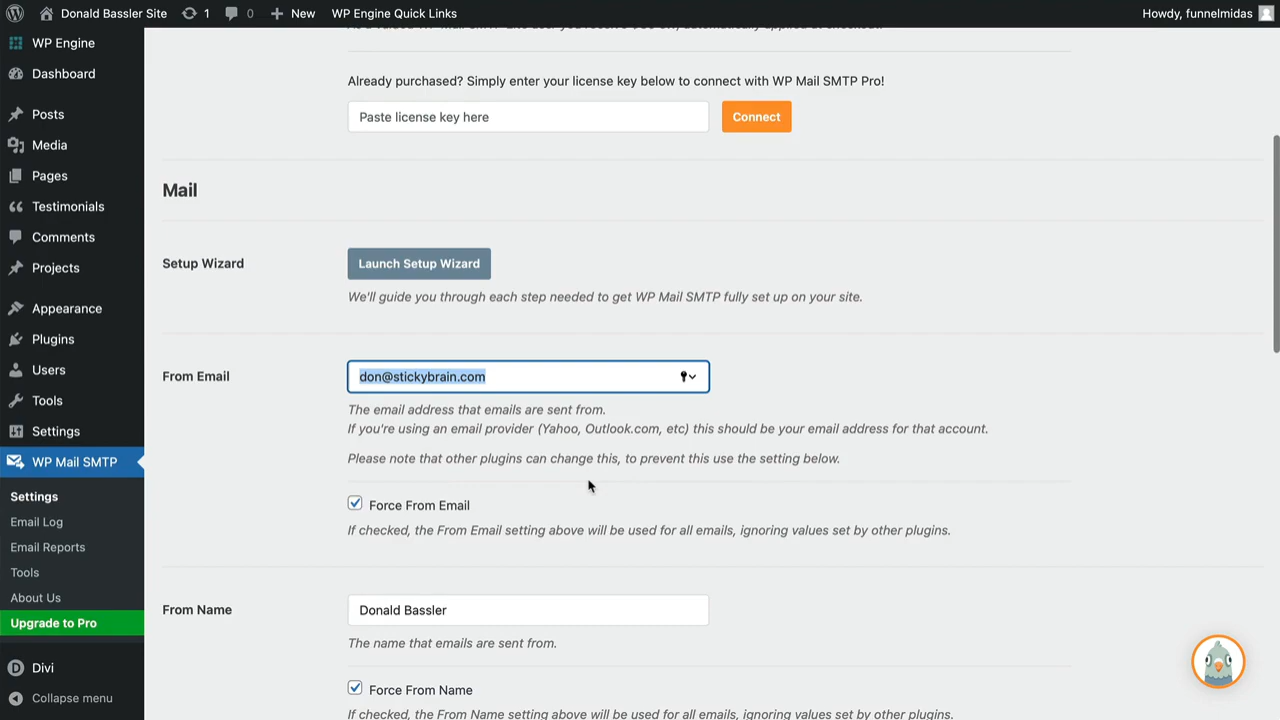 Donald Bassler Site 1 0 New WP Engine Quick Links Howdy, funnelmidas
WP Engine
Dashboard
Posts
Media
Pages
Testimonials
Comments
Projects
Appearance
Plugins
Users
Tools
Settings
WP Mail SMTP
Settings
Email Log
Email Reports
Tools
About Us
Upgrade to Pro
Divi
Collapse menu
Already purchased? Simply enter your license key below to connect with WP Mail SMTP Pro!
Paste license key here
Connect
Mail
Setup Wizard
Launch Setup Wizard
We'll guide you through each step needed to get WP Mail SMTP fully set up on your site.
From Email
don@stickybrain.com
The email address that emails are sent from.
If you're using an email provider (Yahoo, Outlook.com, etc) this should be your email address for that account.
Please note that other plugins can change this, to prevent this use the setting below.
Force From Email
If checked, the From Email setting above will be used for all emails, ignoring values set by other plugins.
From Name
Donald Bassler
The name that emails are sent from.
Force From Name
If checked, the From Name setting above will be used for all emails, ignoring values set by other plugins.